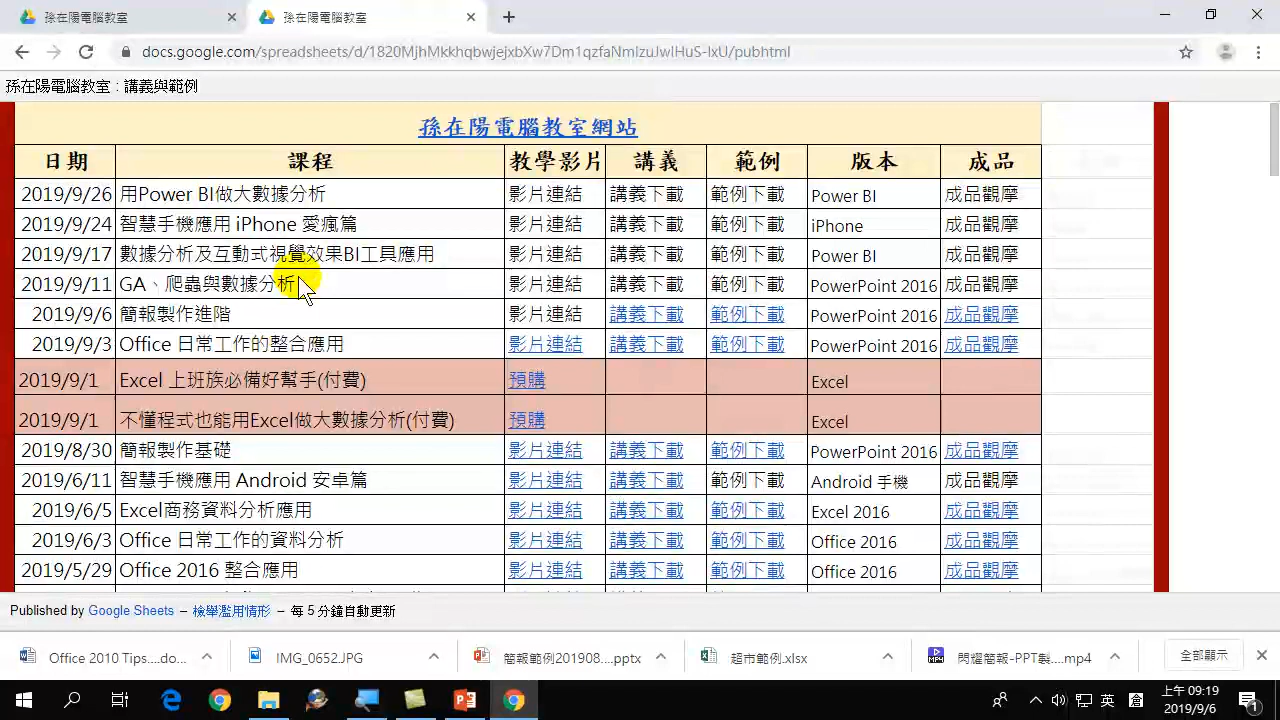 孫在陽電腦教室
孫在陽電腦教室
docs.google.com/spreadsheets/d/1820MjhMkkhqbwjejxbXw7Dm1qzfaNmIzuJwIHuS-IxU/pubhtml
孫在陽電腦教室：講義與範例
孫在陽電腦教室網站
日期 課程 教學影片 講義 範例 版本 成品
2019/9/26 用Power BI做大數據分析 影片連結 講義下載 範例下載 Power BI 成品觀摩
2019/9/24 智慧手機應用 iPhone 愛瘋篇 影片連結 講義下載 範例下載 iPhone 成品觀摩
2019/9/17 數據分析及互動式視覺效果BI工具應用 影片連結 講義下載 範例下載 Power BI 成品觀摩
2019/9/11 GA、爬蟲與數據分析 影片連結 講義下載 範例下載 PowerPoint 2016 成品觀摩
2019/9/6 簡報製作進階 影片連結 講義下載 範例下載 PowerPoint 2016 成品觀摩
2019/9/3 Office 日常工作的整合應用 影片連結 講義下載 範例下載 PowerPoint 2016 成品觀摩
2019/9/1 Excel 上班族必備好幫手(付費) 預購 Excel
2019/9/1 不懂程式也能用Excel做大數據分析(付費) 預購 Excel
2019/8/30 簡報製作基礎 影片連結 講義下載 範例下載 PowerPoint 2016 成品觀摩
2019/6/11 智慧手機應用 Android 安卓篇 影片連結 講義下載 範例下載 Android 手機 成品觀摩
2019/6/5 Excel商務資料分析應用 影片連結 講義下載 範例下載 Excel 2016 成品觀摩
2019/6/3 Office 日常工作的資料分析 影片連結 講義下載 範例下載 Office 2016 成品觀摩
2019/5/29 Office 2016 整合應用 影片連結 講義下載 範例下載 Office 2016 成品觀摩
Published by Google Sheets – 檢舉濫用情形 – 每 5 分鐘自動更新
Office 2010 Tips....do... IMG_0652.JPG 簡報範例201908....pptx 超市範例.xlsx 閃耀簡報-PPT製....mp4 全部顯示
英 上午 09:19
2019/9/6
1